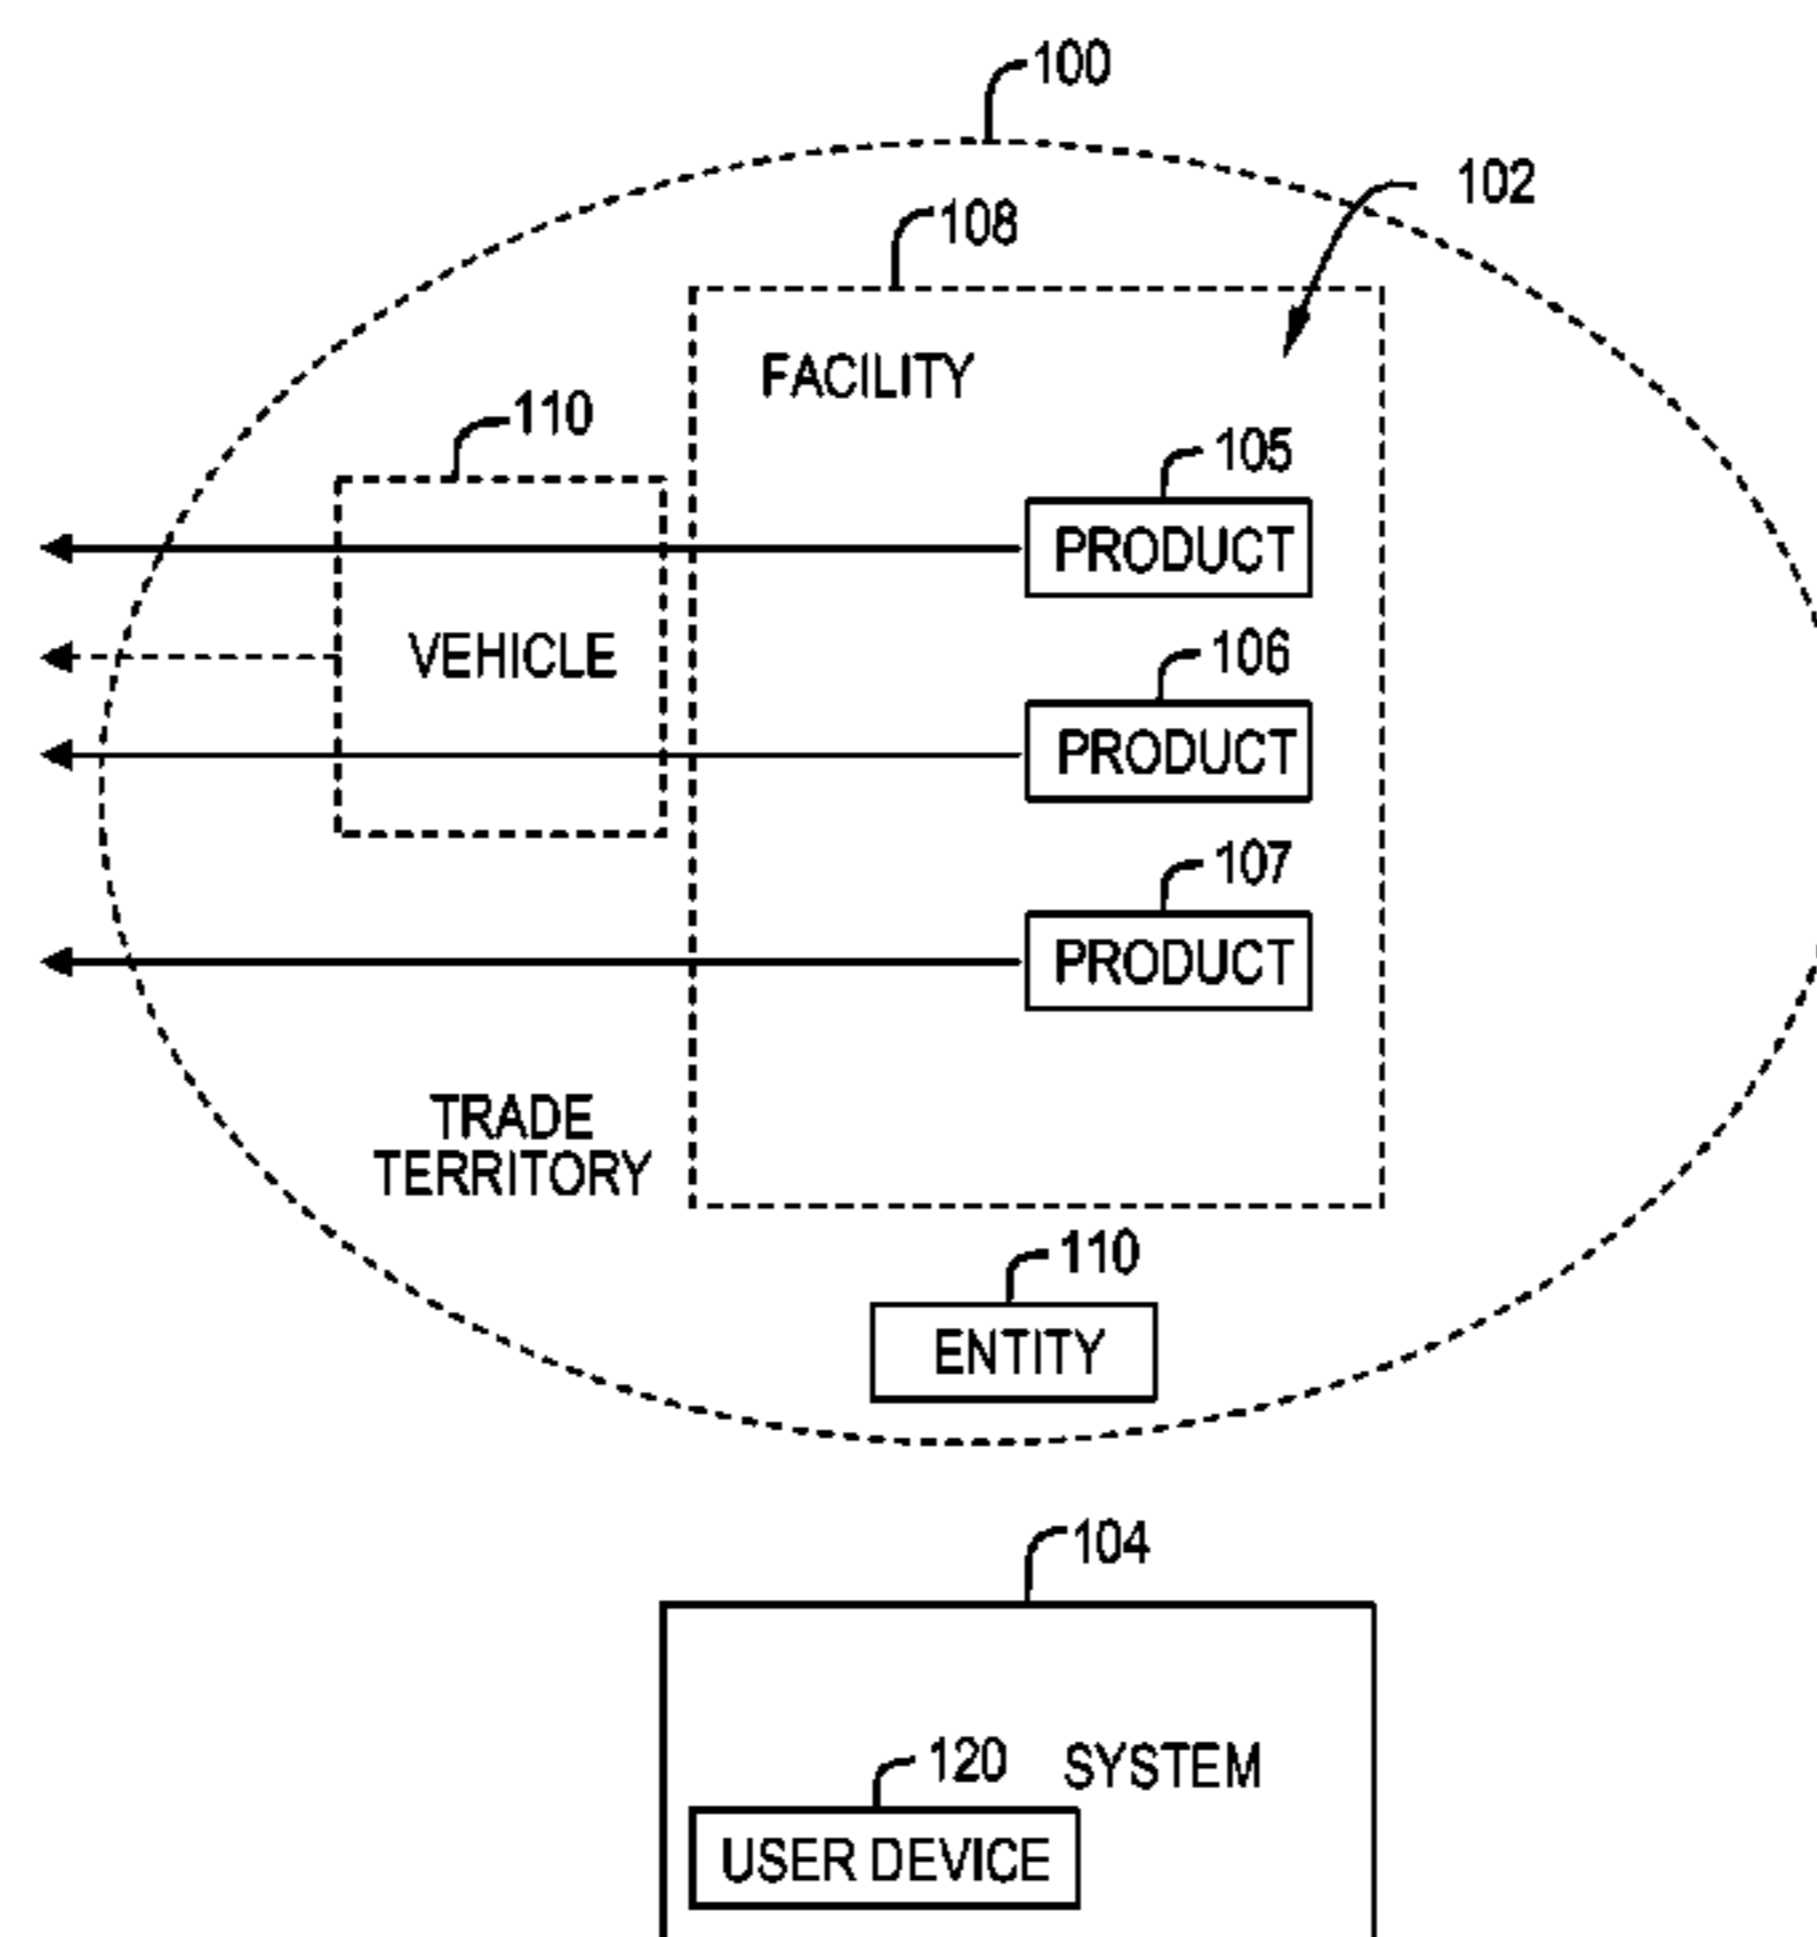 100
102
108
FACILITY
110
105
PRODUCT
VEHICLE
106
PRODUCT
107
PRODUCT
TRADE
TERRITORY
110
ENTITY
104
120
SYSTEM
USER DEVICE